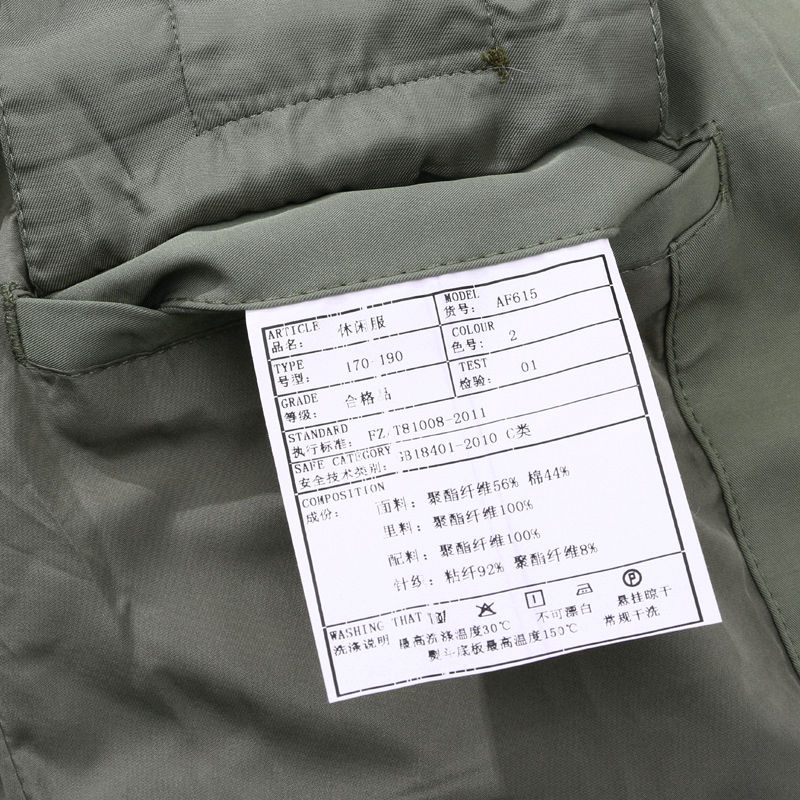 ARTICLE
品名: 休闲服
MODEL
货号: AF615
TYPE
号型: 170-190
COLOUR
色号: 2
GRADE
等级: 合格品
TEST
检验: 01
STANDARD
执行标准: FZ/T81008-2011
SAFE CATEGORY
安全技术类别: GB18401-2010 C类
COMPOSITION
成份: 面料: 聚酯纤维56% 棉44%
里料: 聚酯纤维100%
配料: 聚酯纤维100%
针纺: 粘纤92% 聚酯纤维8%
WASHING THAT
洗涤说明 最高洗涤温度30℃ 不可漂白 悬挂晾干
熨斗底板最高温度150℃ 常规干洗
P